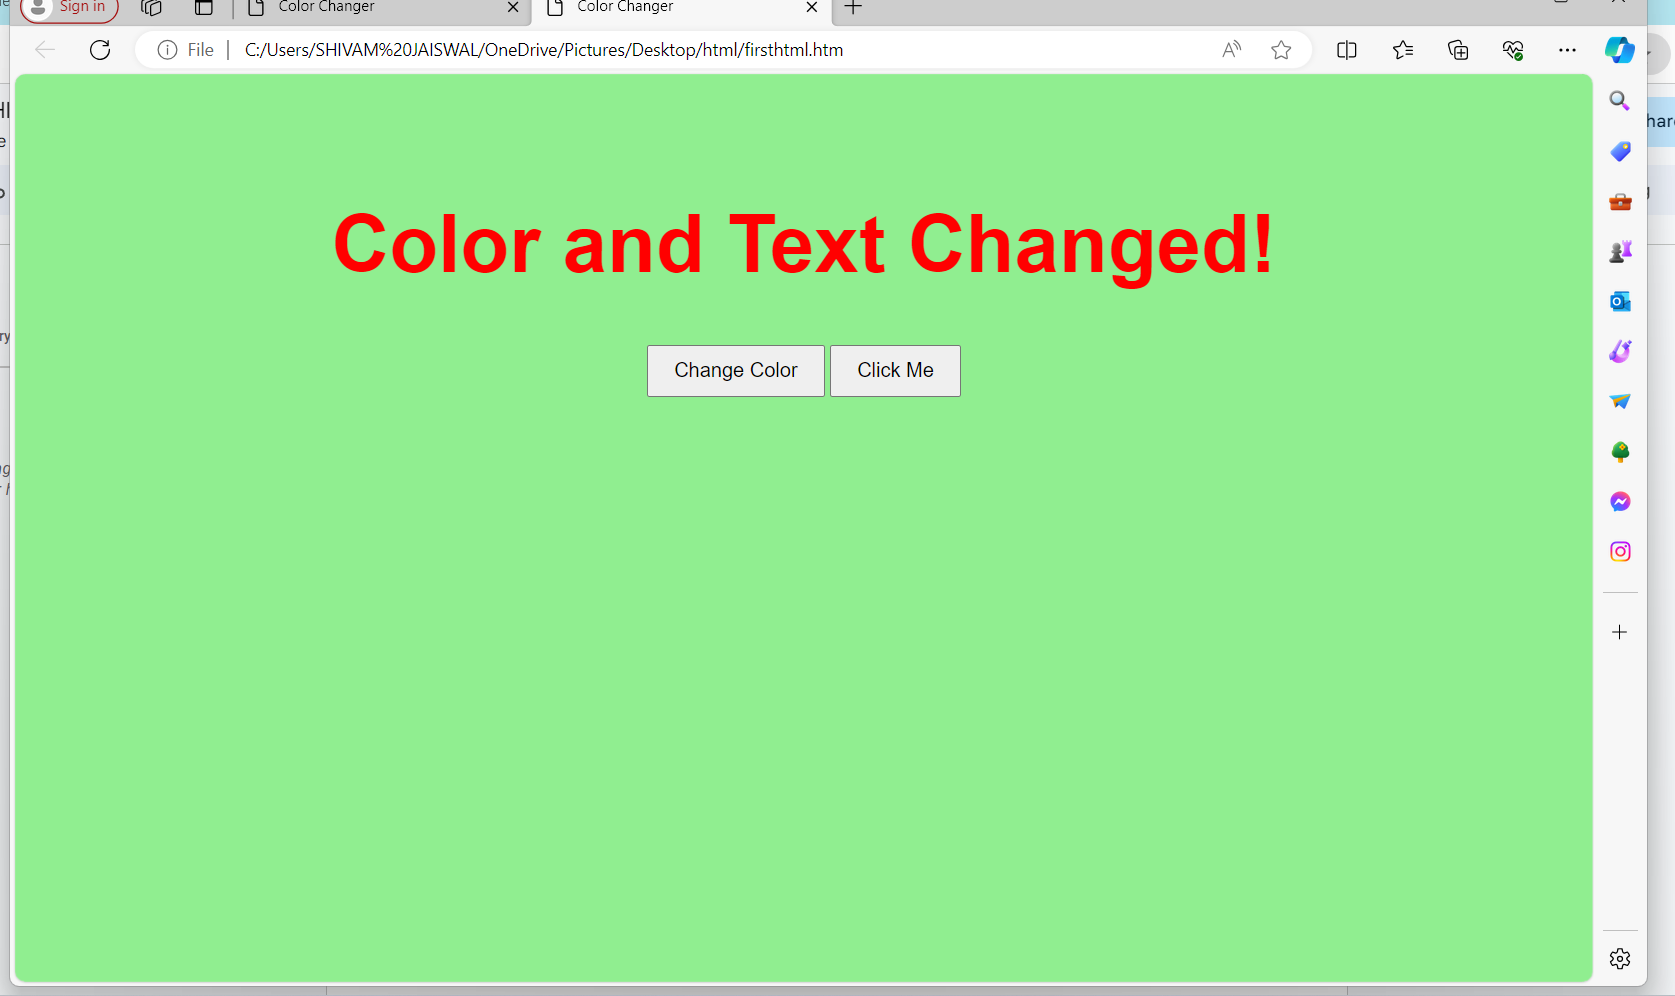 Sign in
Color Changer
Color Changer
File
C:/Users/SHIVAM%20JAISWAL/OneDrive/Pictures/Desktop/html/firsthtml.htm
Color and Text Changed!
Change Color
Click Me